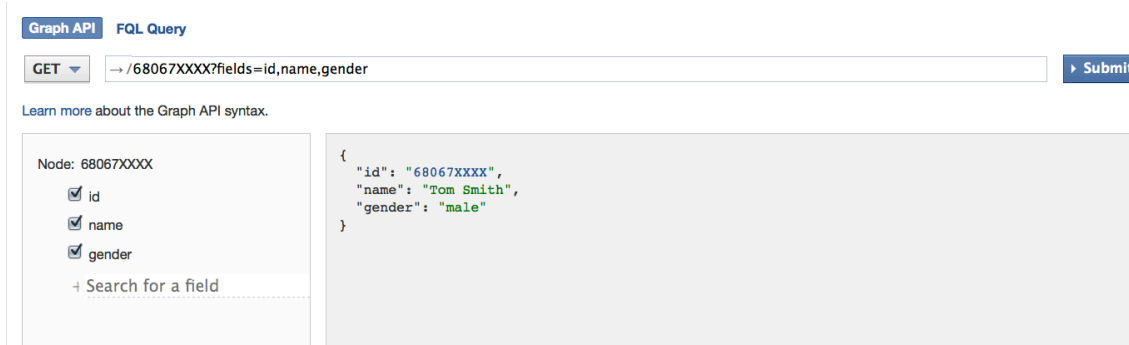 Graph API FQL Query
GET →/68067XXXX?fields=id,name,gender Submit
Learn more about the Graph API syntax.
Node: 68067XXXX
id
name
gender
Search for a field
{
"id": "68067XXXX",
"name": "Tom Smith",
"gender": "male"
}